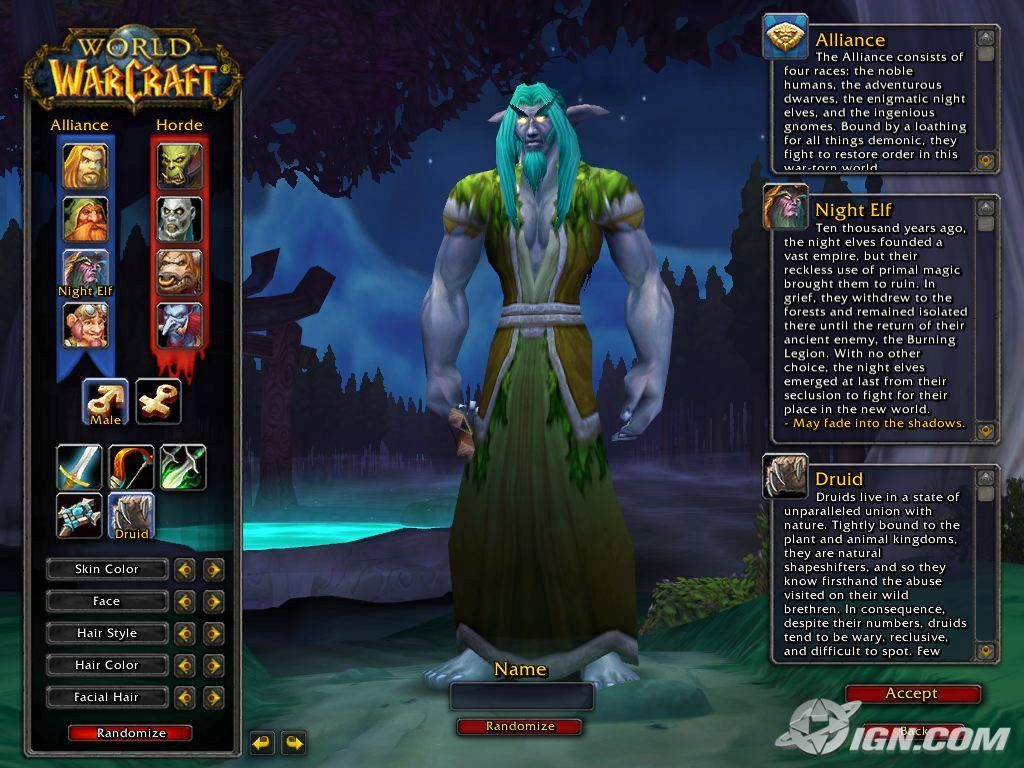 WORLD
OF
WARCRAFT®
Alliance
Horde
Night Elf
Male
Druid
Skin Color
Face
Hair Style
Hair Color
Facial Hair
Randomize
Name
Randomize
Alliance
The Alliance consists of
four races: the noble
humans, the adventurous
dwarves, the enigmatic night
elves, and the ingenious
gnomes. Bound by a loathing
for all things demonic, they
fight to restore order in this
war-torn world.
Night Elf
Ten thousand years ago,
the night elves founded a
vast empire, but their
reckless use of primal magic
brought them to ruin. In
grief, they withdrew to the
forests and remained isolated
there until the return of their
ancient enemy, the Burning
Legion. With no other
choice, the night elves
emerged at last from their
seclusion to fight for their
place in the new world.
- May fade into the shadows.
Druid
Druids live in a state of
unparalleled union with
nature. Tightly bound to the
plant and animal kingdoms,
they are natural
shapeshifters, and so they
know firsthand the abuse
visited on their wild
brethren. In consequence,
despite their numbers, druids
tend to be wary, reclusive,
and difficult to spot. Few
Accept
Back
IGN.COM